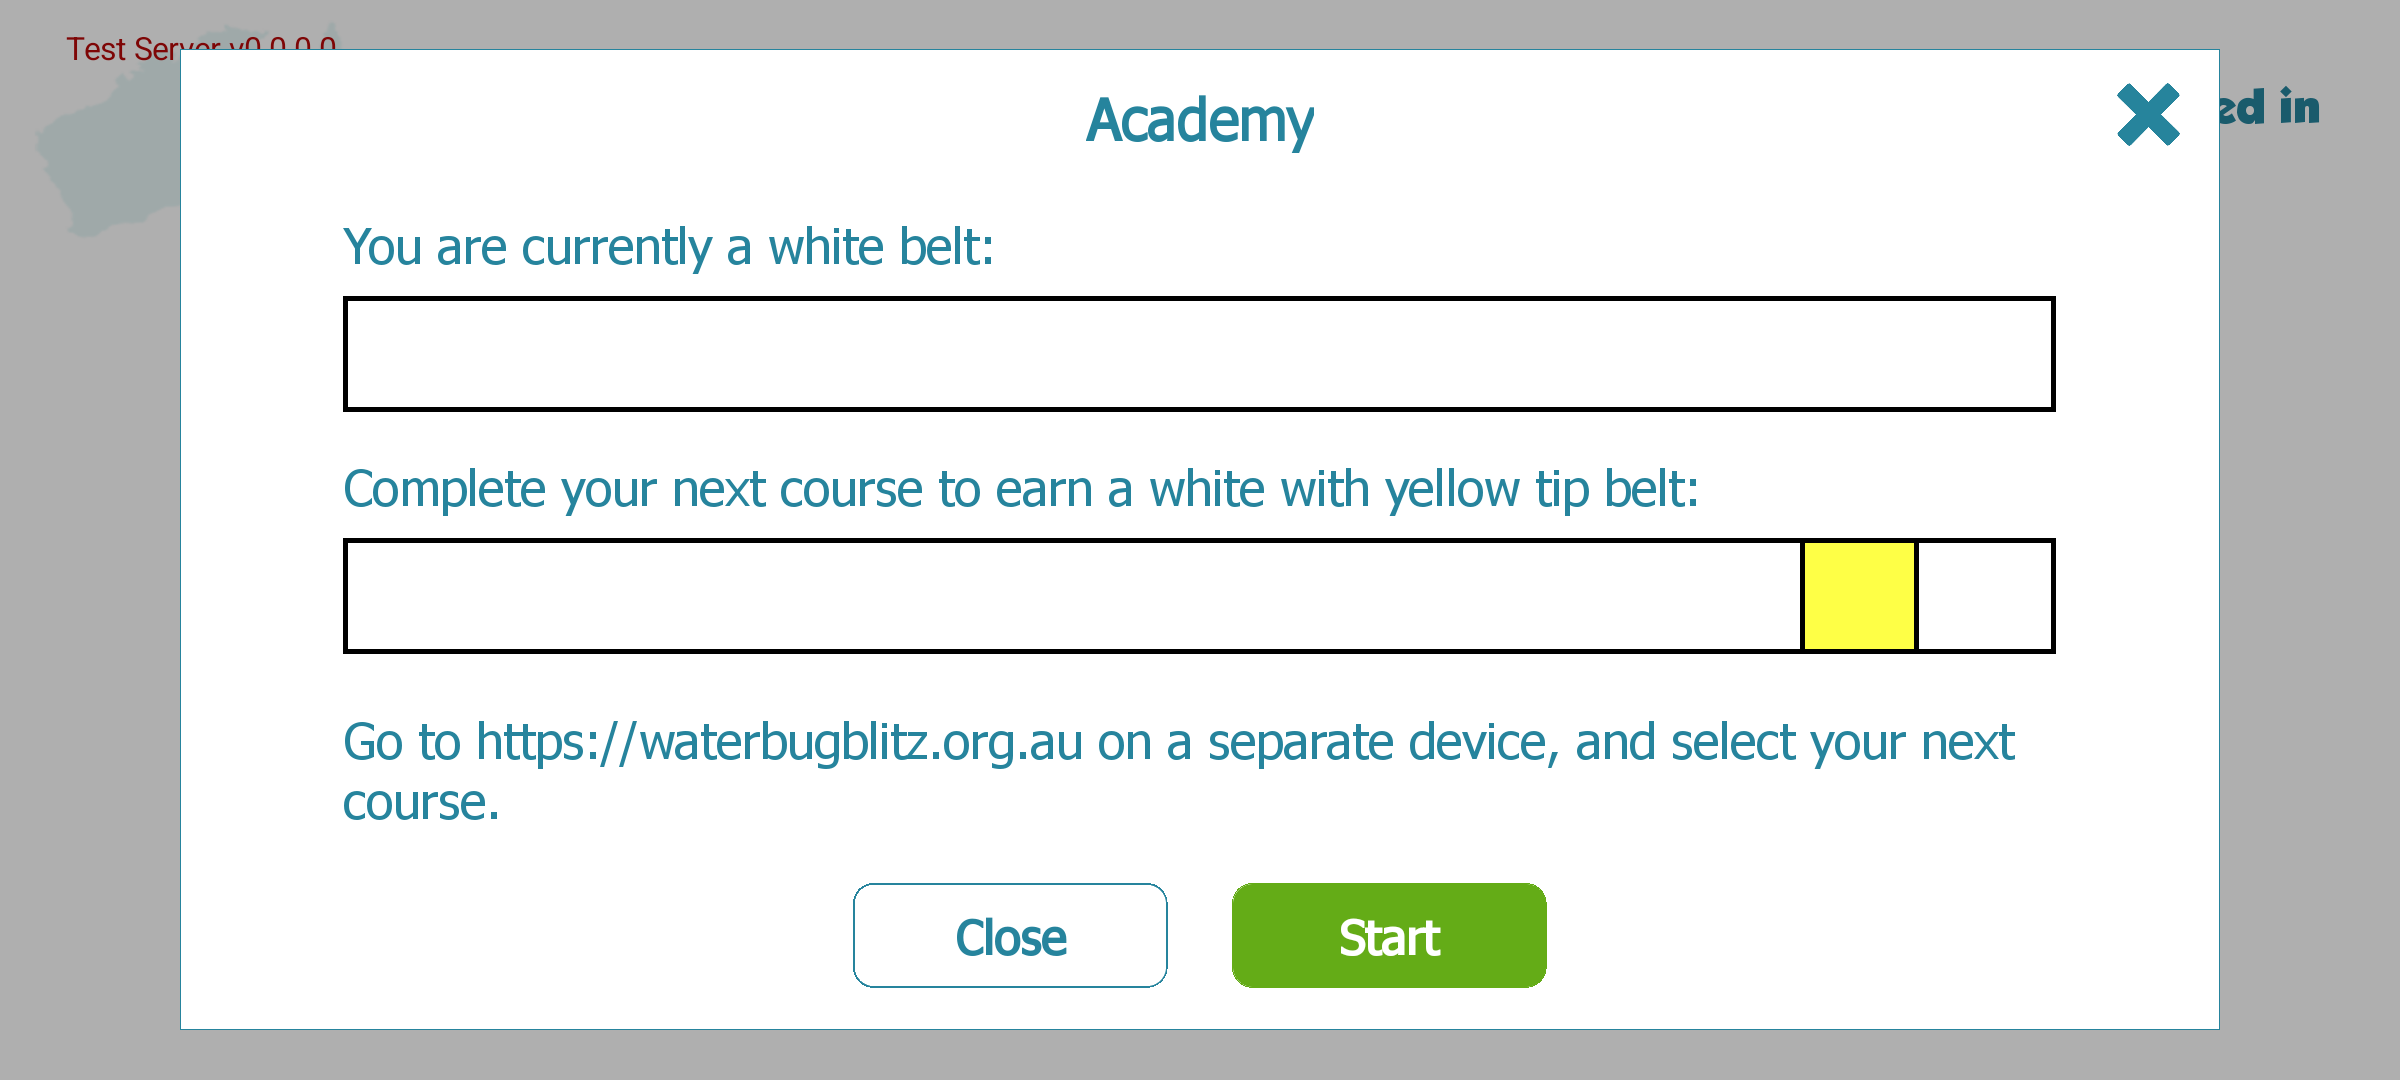 Test Server v0.0.0.0
ed in
Academy
You are currently a white belt:
Complete your next course to earn a white with yellow tip belt:
Go to https://waterbugblitz.org.au on a separate device, and select your next
course.
Close
Start